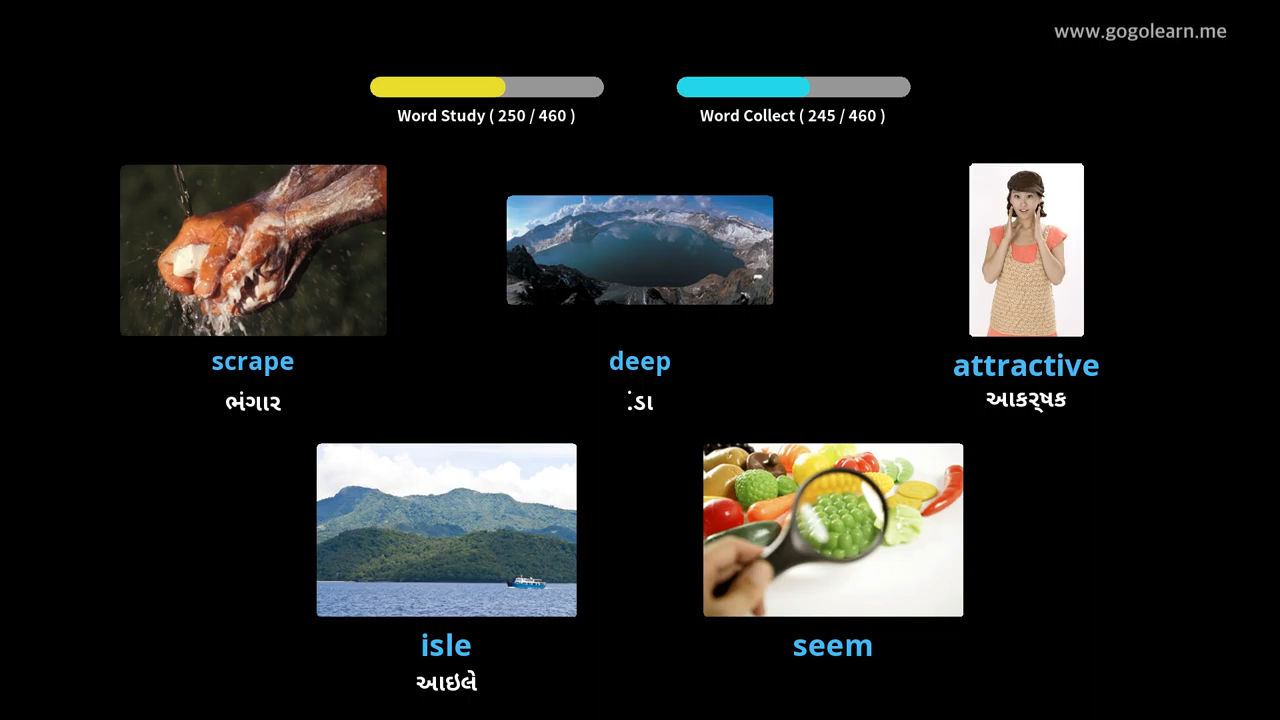 www.gogolearn.me
Word Study ( 250 / 460 )
Word Collect ( 245 / 460 )
scrape
ભંગાર
deep
ંડા
attractive
આકર્ષક
isle
આઇલે
seem